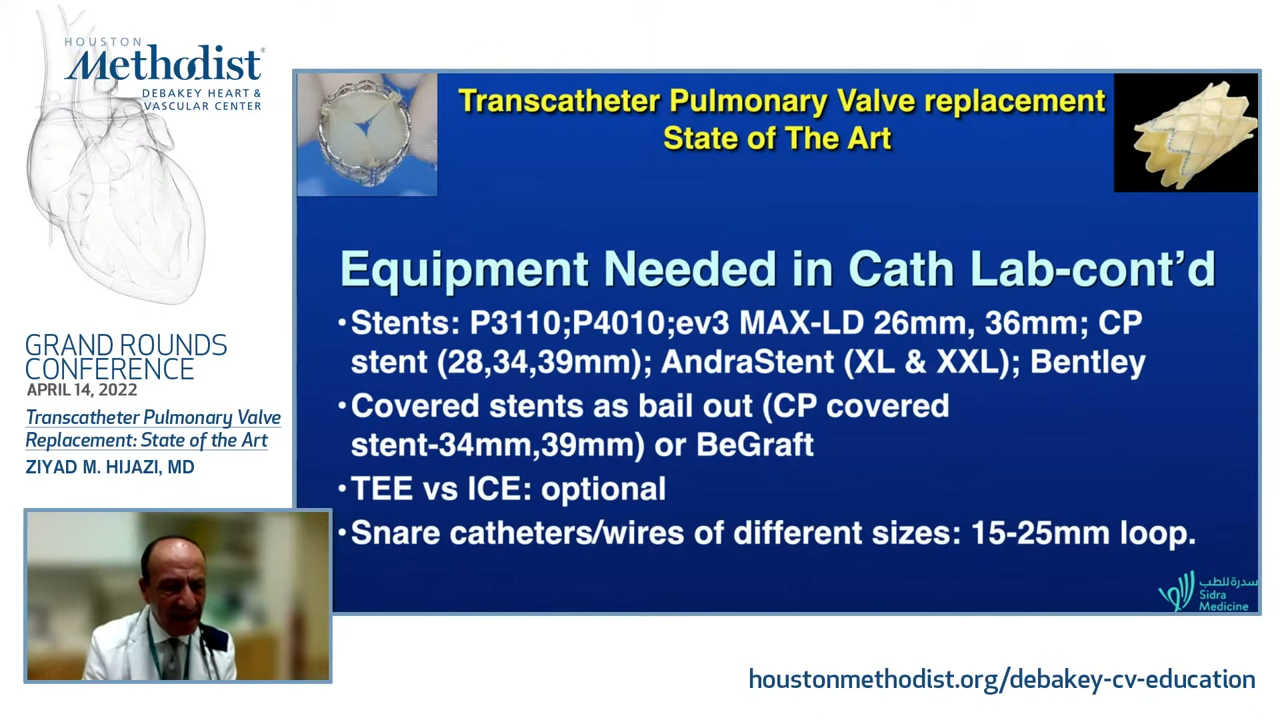 HOUSTON
Methodist®
DEBAKEY HEART &
VASCULAR CENTER
GRAND ROUNDS
CONFERENCE
APRIL 14, 2022
Transcatheter Pulmonary Valve
Replacement: State of the Art
ZIYAD M. HIJAZI, MD
Transcatheter Pulmonary Valve replacement
State of The Art
Equipment Needed in Cath Lab-cont’d
•Stents: P3110;P4010;ev3 MAX-LD 26mm, 36mm; CP
stent (28,34,39mm); AndraStent (XL & XXL); Bentley
•Covered stents as bail out (CP covered
stent-34mm,39mm) or BeGraft
•TEE vs ICE: optional
•Snare catheters/wires of different sizes: 15-25mm loop.
سدرة للطب
Sidra
Medicine
houstonmethodist.org/debakey-cv-education